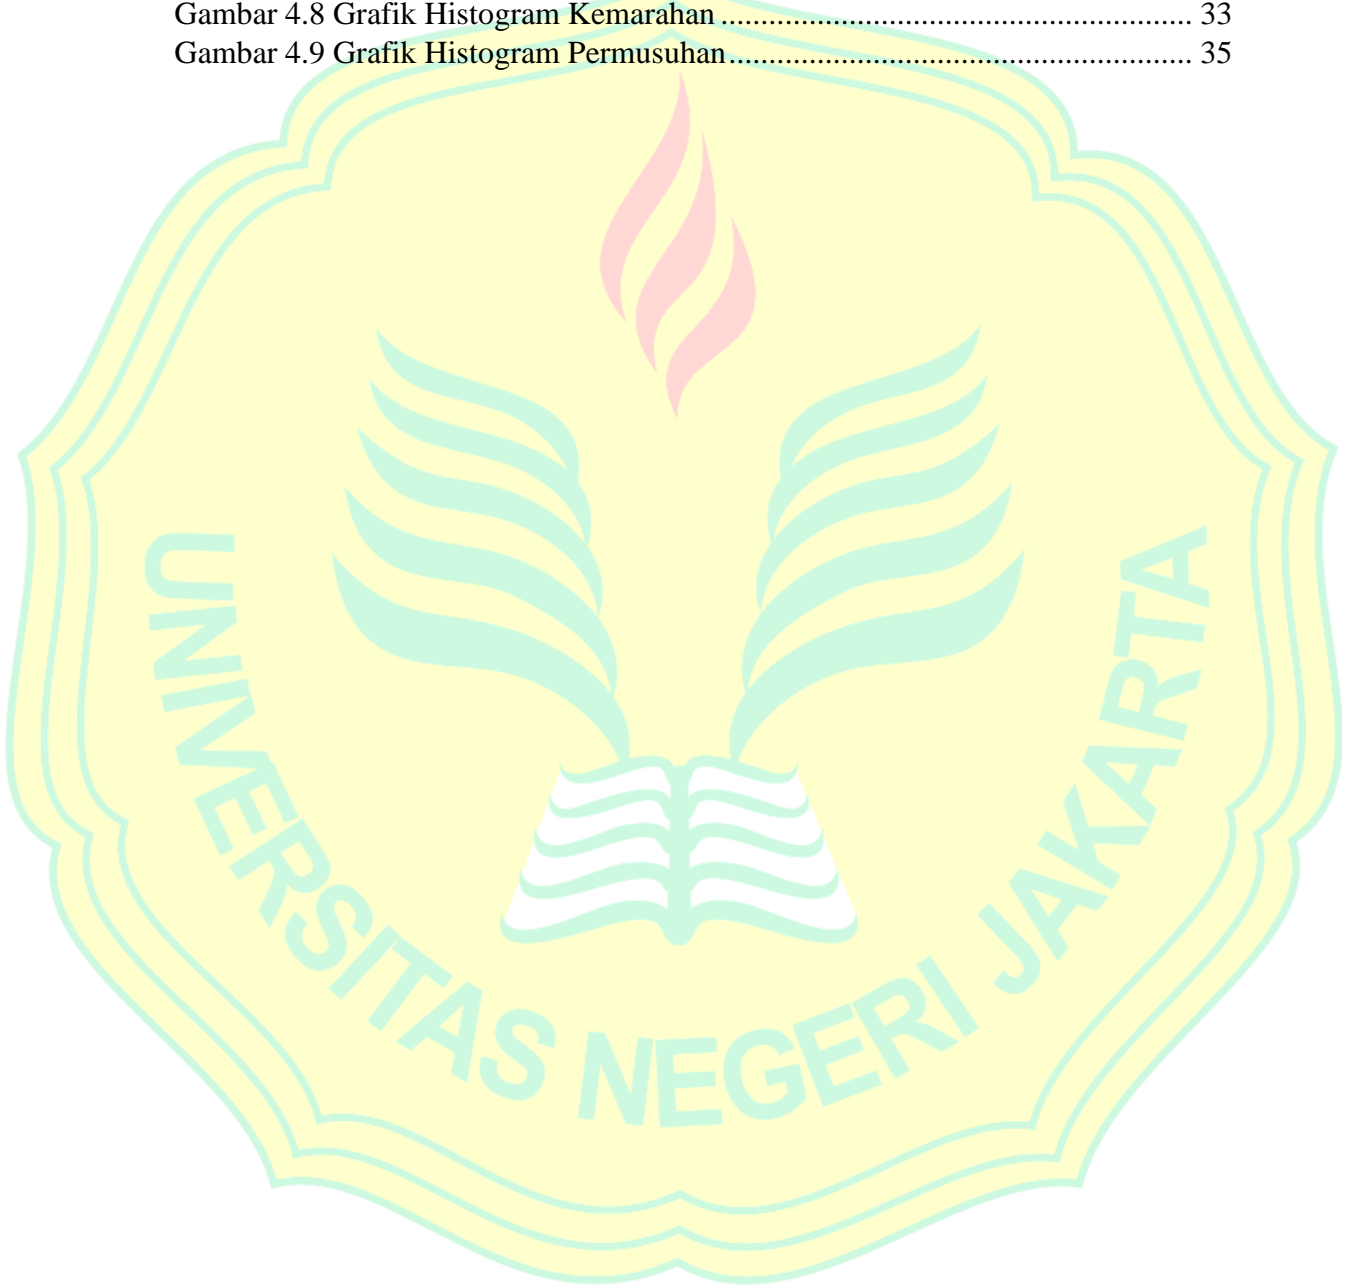 Gambar 4.8 Grafik Histogram Kemarahan ........................................................... 33
Gambar 4.9 Grafik Histogram Permusuhan.......................................................... 35
UNIVERSITAS NEGERI JAKARTA